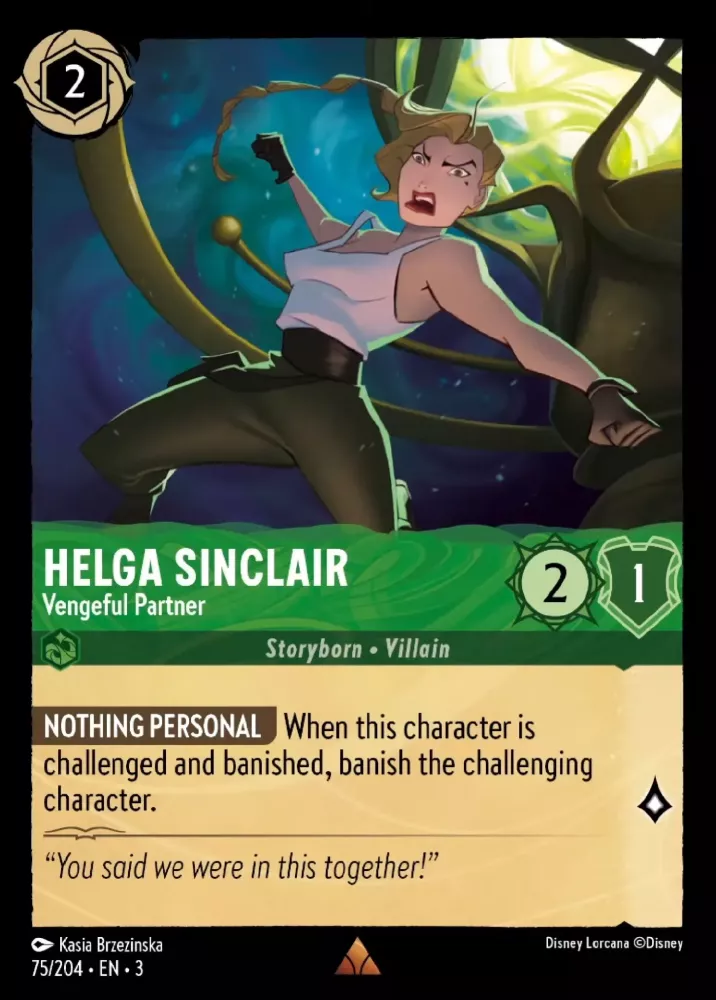 2
HELGA SINCLAIR
Vengeful Partner
2
1
Storyborn • Villain
NOTHING PERSONAL When this character is
challenged and banished, banish the challenging
character.
“You said we were in this together!”
Kasia Brzezinska
Disney Lorcana ©Disney
75/204 • EN • 3